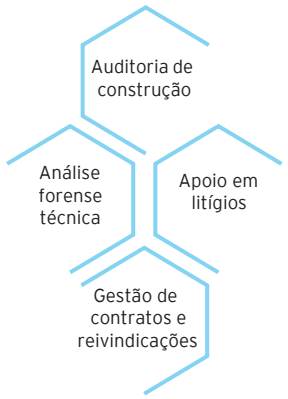 Auditoria de
construção
Análise
forense
técnica
Apoio em
litígios
Gestão de
contratos e
reivindicações